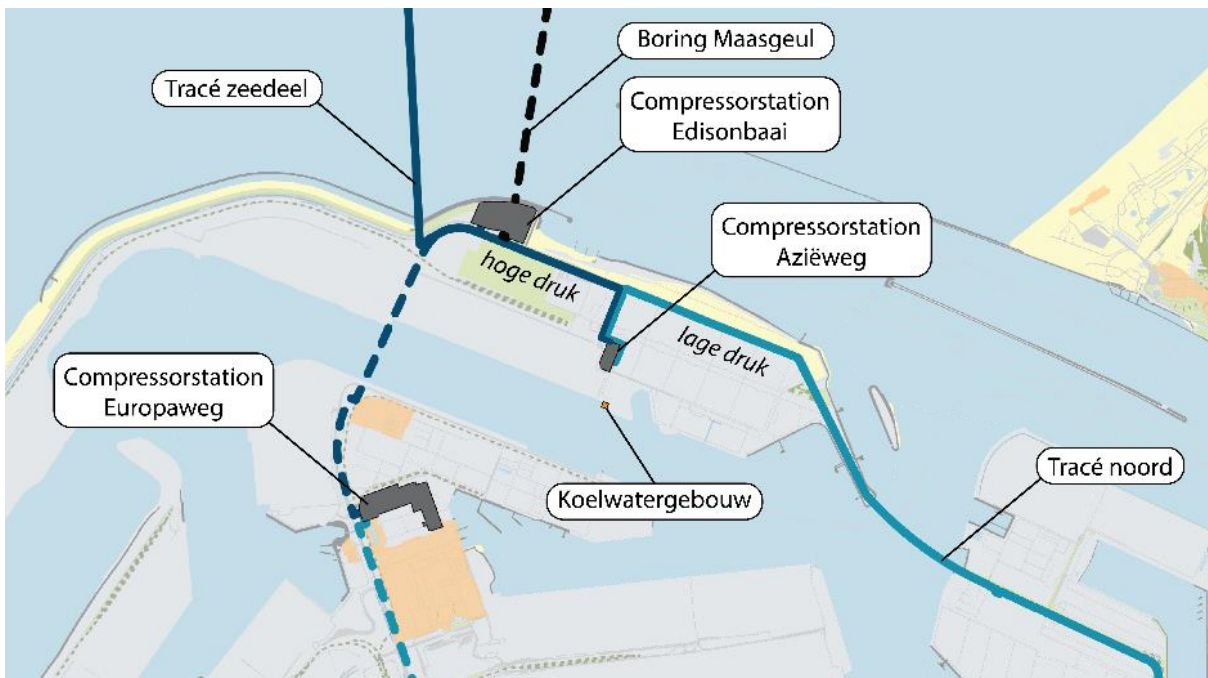 Boring Maasgeul
Tracé zeedeel
Compressorstation
Edisonbaai
Compressorstation
Aziëweg
hoge druk
lage druk
Compressorstation
Europaweg
Koelwatergebouw
Tracé noord